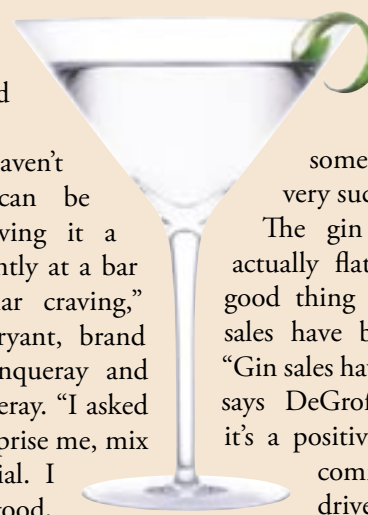 d
aven’t
can be
ving it a
ntly at a bar
ar craving,”
ryant, brand
nqueray and
eray. “I asked
prise me, mix
ial. I
ood.
some
very suc
The gin
actually flat
good thing
sales have b
“Gin sales hav
says DeGrof
it’s a positiv
com
drive